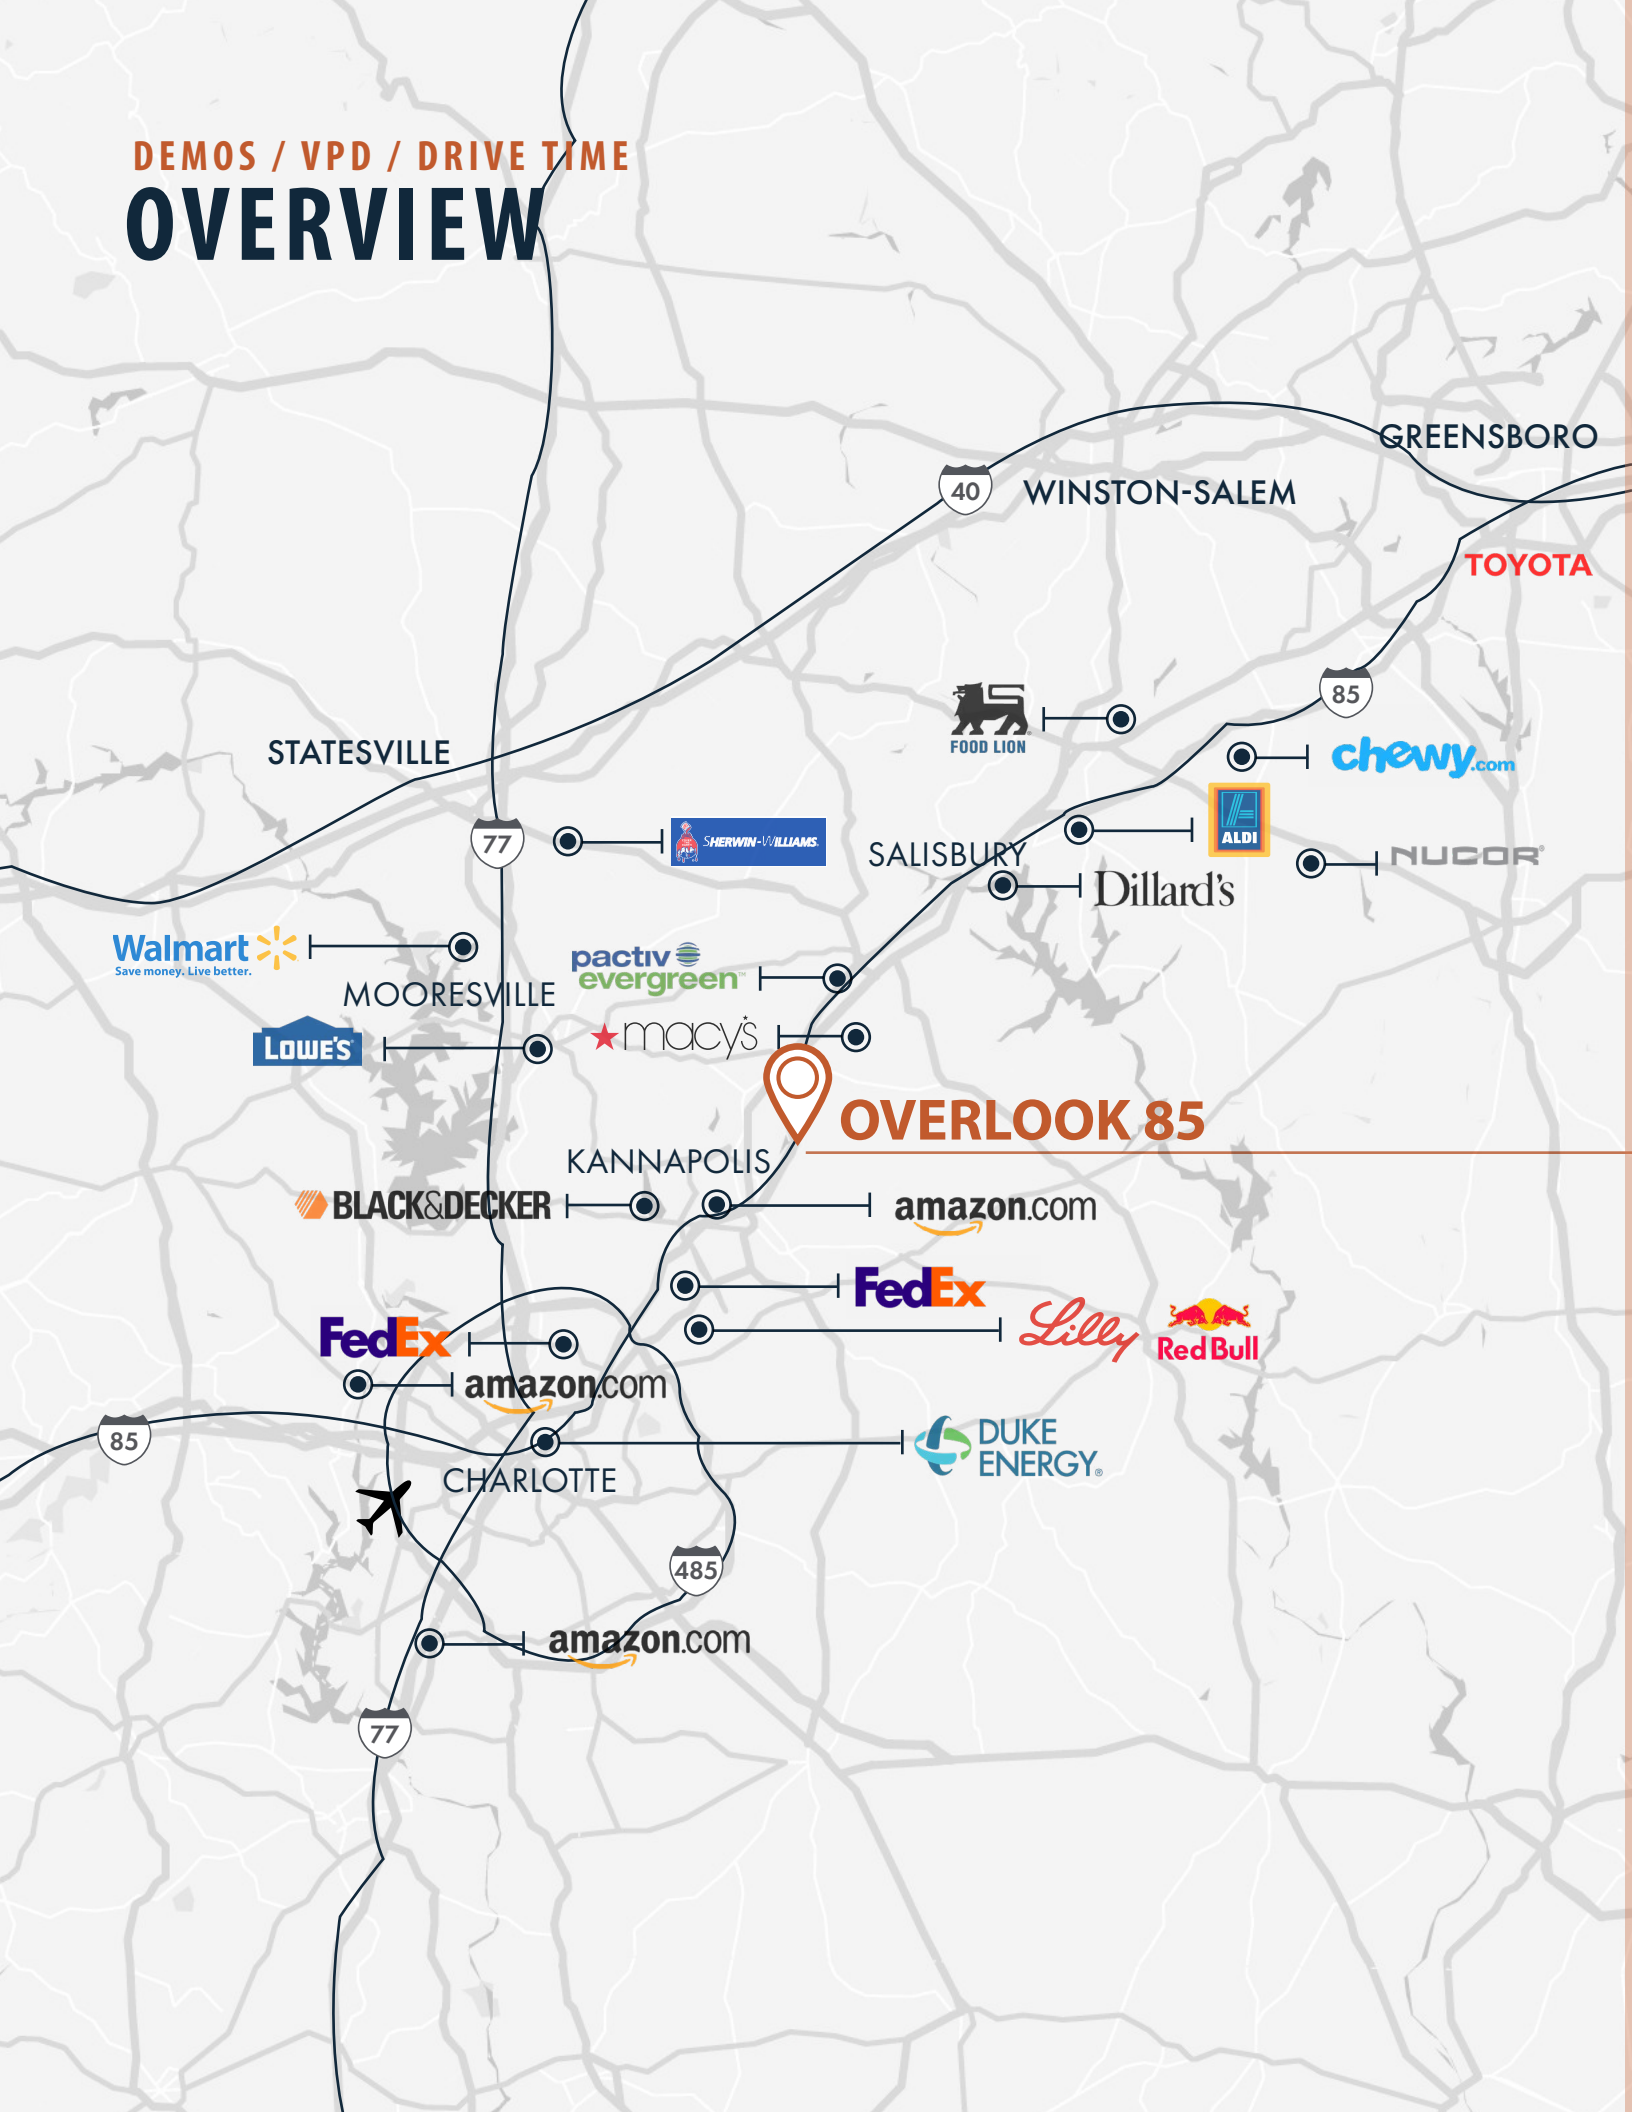 DEMOS / VPD / DRIVE TIME
OVERVIEW
GREENSBORO
40
WINSTON-SALEM
TOYOTA
85
FOOD LION
STATESVILLE
chewy.com
77
SHERWIN-WILLIAMS
ALDI
SALISBURY
NUCOR®
Dillard's
Walmart
Save money. Live better.
pactiv
evergreen™
MOORESVILLE
LOWE'S
macy's
OVERLOOK 85
KANNAPOLIS
BLACK&DECKER
amazon.com
FedEx
FedEx
Lilly
Red Bull
amazon.com
85
DUKE
ENERGY®
CHARLOTTE
485
amazon.com
77